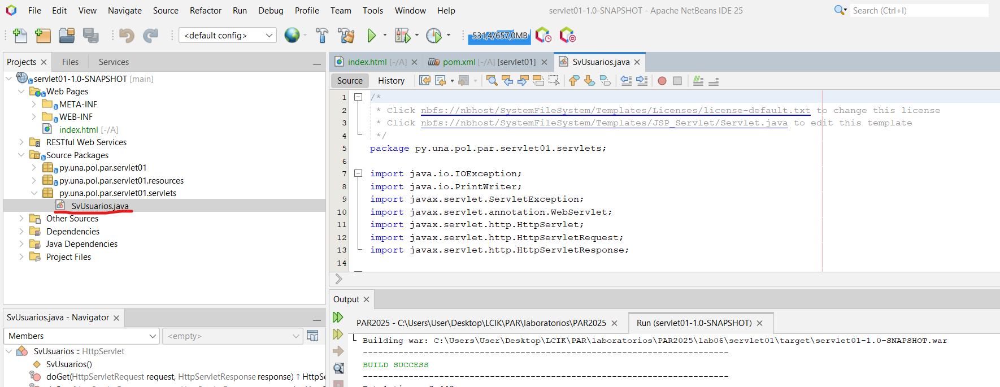 File Edit View Navigate Source Refactor Run Debug Profile Team Tools Window Help
servlet01-1.0-SNAPSHOT - Apache NetBeans IDE 25
Search (Ctrl+I)
<default config>
531,4/657,0MB
Projects Files Services
servlet01-1.0-SNAPSHOT [main]
Web Pages
META-INF
WEB-INF
index.html [-/A]
RESTful Web Services
Source Packages
py.una.pol.par.servlet01
py.una.pol.par.servlet01.resources
py.una.pol.par.servlet01.servlets
SvUsuarios.java
Other Sources
Dependencies
Java Dependencies
Project Files
SvUsuarios.java - Navigator
Members <empty>
SvUsuarios :: HttpServlet
SvUsuarios()
doGet(HttpServletRequest request, HttpServletResponse response) ↑ HttpSe
index.html [-/A] pom.xml [-/A] [servlet01] SvUsuarios.java
Source History
1 /*
2 * Click nbfs://nbhost/SystemFileSystem/Templates/Licenses/license-default.txt to change this license
3 * Click nbfs://nbhost/SystemFileSystem/Templates/JSP_Servlet/Servlet.java to edit this template
4 */
5 package py.una.pol.par.servlet01.servlets;
6
7 import java.io.IOException;
8 import java.io.PrintWriter;
9 import javax.servlet.ServletException;
10 import javax.servlet.annotation.WebServlet;
11 import javax.servlet.http.HttpServlet;
12 import javax.servlet.http.HttpServletRequest;
13 import javax.servlet.http.HttpServletResponse;
14
Output
PAR2025 - C:\Users\User\Desktop\LCIK\PAR\laboratorios\PAR2025 Run (servlet01-1.0-SNAPSHOT)
Building war: C:\Users\User\Desktop\LCIK\PAR\laboratorios\PAR2025\lab06\servlet01\target\servlet01-1.0-SNAPSHOT.war
------------------------------------------------------------------------
BUILD SUCCESS
------------------------------------------------------------------------